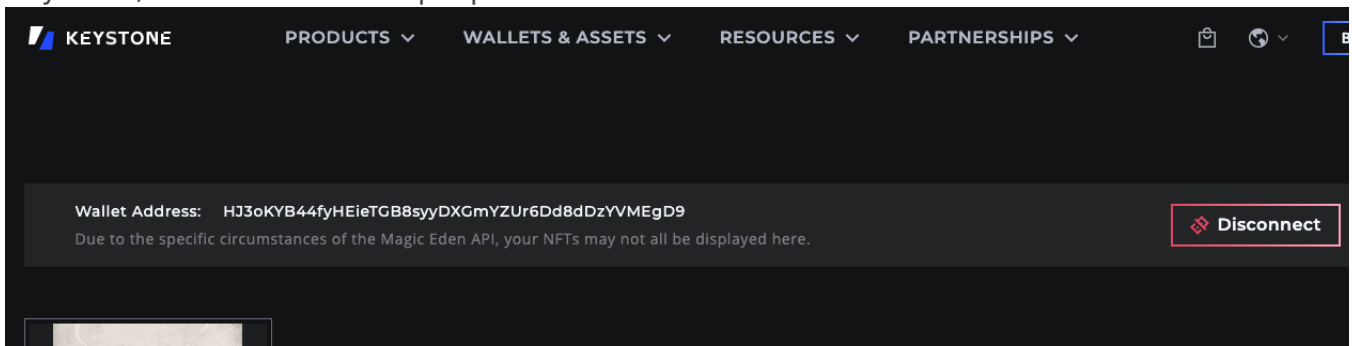 KEYSTONE PRODUCTS WALLETS & ASSETS RESOURCES PARTNERSHIPS
Wallet Address: HJ3oKYB44fyHEieTGB8syyDXGmYZUr6Dd8dDzYVMEgD9
Due to the specific circumstances of the Magic Eden API, your NFTs may not all be displayed here.
Disconnect